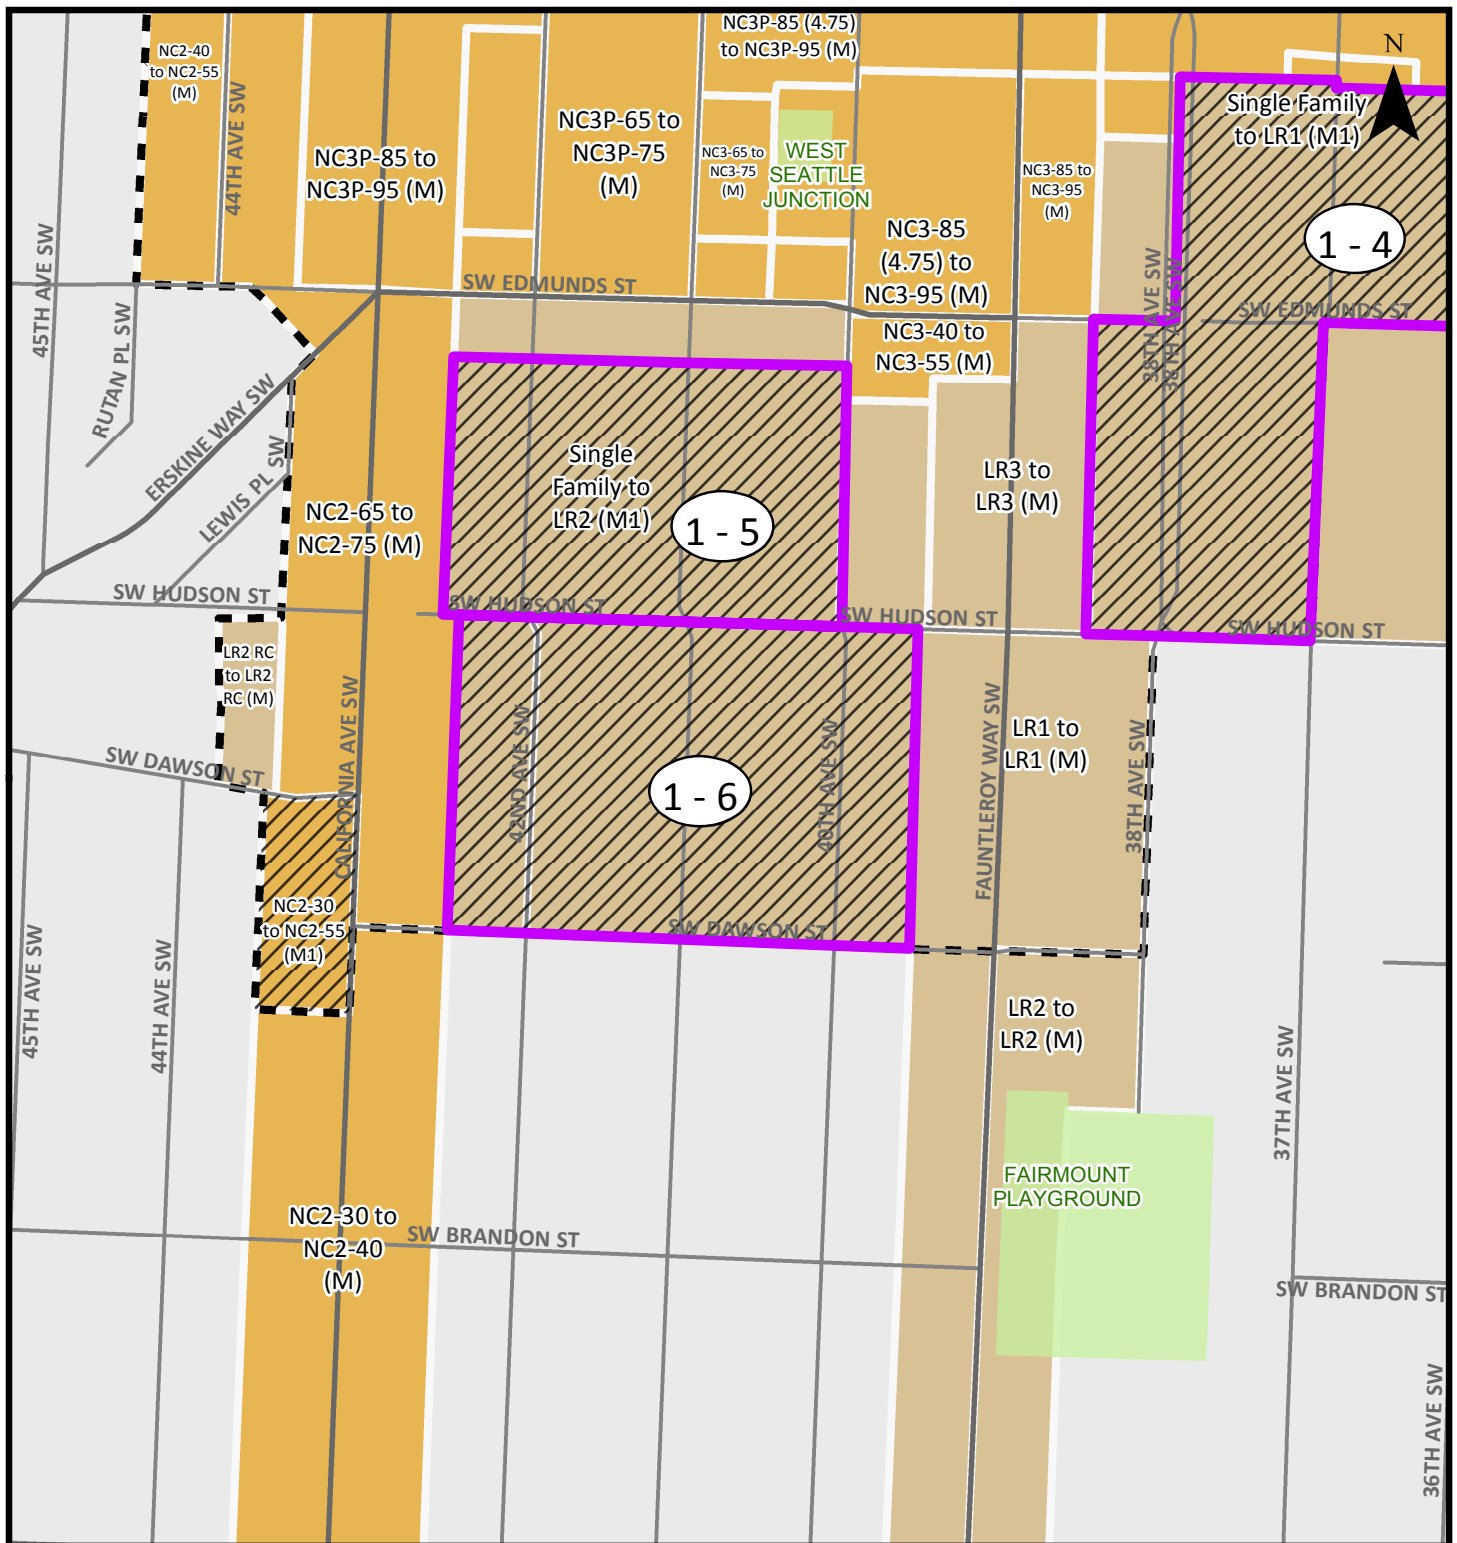 NC2-40
to NC2-55
(M)
44TH AVE SW
NC3P-85 to
NC3P-95 (M)
NC3P-65 to
NC3P-75
(M)
NC3P-85 (4.75)
to NC3P-95 (M)
NC3-65 to
NC3-75
(M)
WEST
SEATTLE
JUNCTION
NC3-85
(4.75) to
NC3-95 (M)
NC3-85 to
NC3-95
(M)
Single Family
to LR1 (M1)
N
1 - 4
45TH AVE SW
RUTAN PL SW
ERSKINE WAY SW
LEWIS PL SW
SW EDMUNDS ST
NC3-40 to
NC3-55 (M)
38TH AVE SW
38TH AVE SW
SW EDMUNDS ST
NC2-65 to
NC2-75 (M)
Single
Family to
LR2 (M1)
1 - 5
LR3 to
LR3 (M)
SW HUDSON ST
SW HUDSON ST
SW HUDSON ST
SW HUDSON ST
LR2 RC
to LR2
RC (M)
SW DAWSON ST
CALIFORNIA AVE SW
42ND AVE SW
1 - 6
40TH AVE SW
FAUNTLEROY WAY SW
LR1 to
LR1 (M)
38TH AVE SW
NC2-30
to NC2-55
(M1)
SW DAWSON ST
45TH AVE SW
44TH AVE SW
LR2 to
LR2 (M)
37TH AVE SW
FAIRMOUNT
PLAYGROUND
NC2-30 to
NC2-40
(M)
SW BRANDON ST
SW BRANDON ST
36TH AVE SW